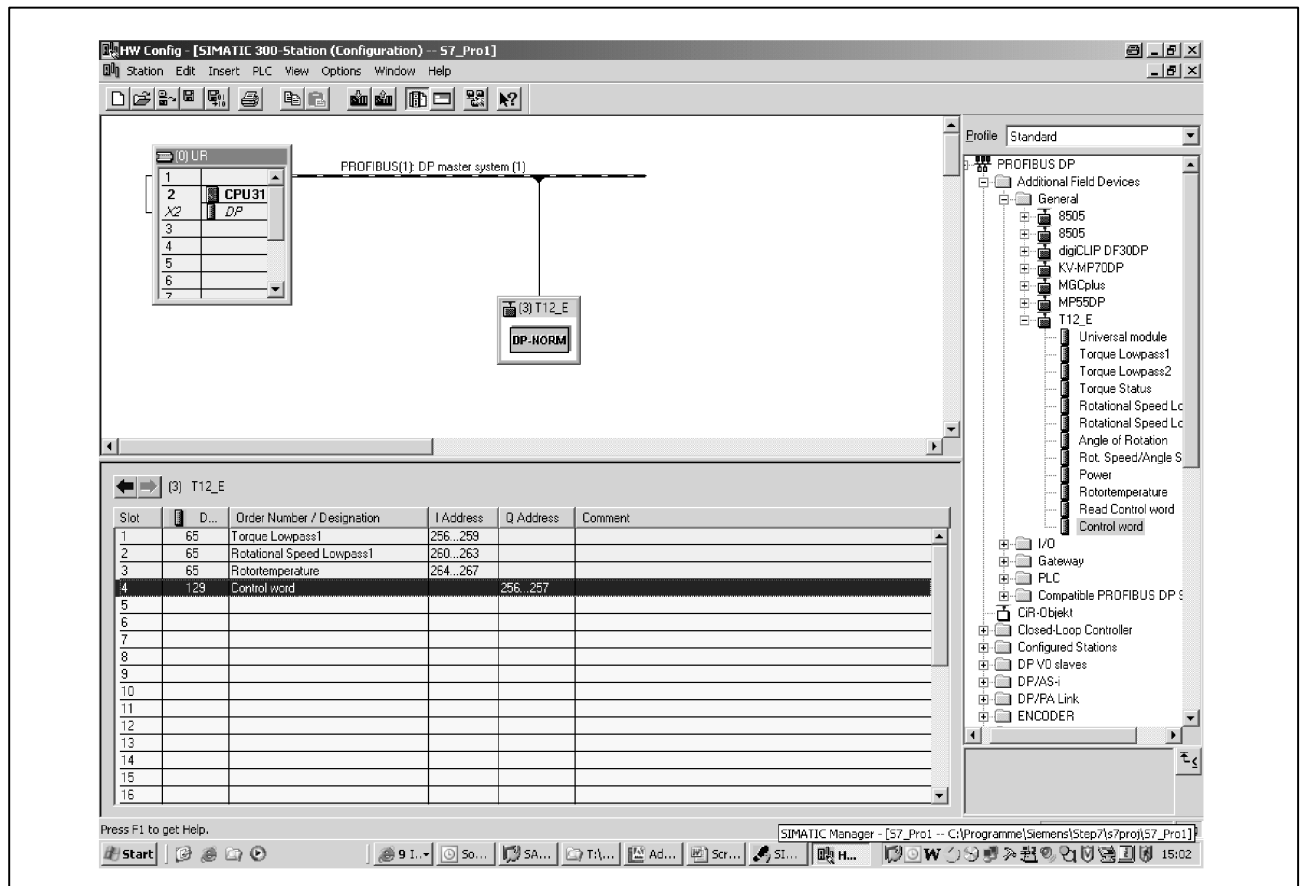 HW Config - [SIMATIC 300-Station (Configuration) -- S7_Pro1]
Station Edit Insert PLC View Options Window Help
(0) UR
1
2 CPU31
X2 DP
3
4
5
6
7
PROFIBUS(1): DP master system (1)
(3) T12_E
DP-NORM
Profile Standard
PROFIBUS DP
Additional Field Devices
General
8505
8505
digiCLIP DF30DP
KV-MP70DP
MGCplus
MP55DP
T12_E
Universal module
Torque Lowpass1
Torque Lowpass2
Torque Status
Rotational Speed Lo
Rotational Speed Lo
Angle of Rotation
Rot. Speed/Angle S
Power
Rotortemperature
Read Control word
Control word
I/O
Gateway
PLC
Compatible PROFIBUS DP S
CiR-Objekt
Closed-Loop Controller
Configured Stations
DP V0 slaves
DP/AS-i
DP/PA Link
ENCODER
(3) T12_E
Slot D... Order Number / Designation I Address Q Address Comment
1 65 Torque Lowpass1 256...259
2 65 Rotational Speed Lowpass1 260...263
3 65 Rotortemperature 264...267
4 129 Control word 256...257
5
6
7
8
9
10
11
12
13
14
15
16
Press F1 to get Help.
SIMATIC Manager - [S7_Pro1 -- C:\Programme\Siemens\Step7\s7proj\S7_Pro1]
Start 9 I... So... SA... T:\... Ad... Scr... SI... H... 15:02